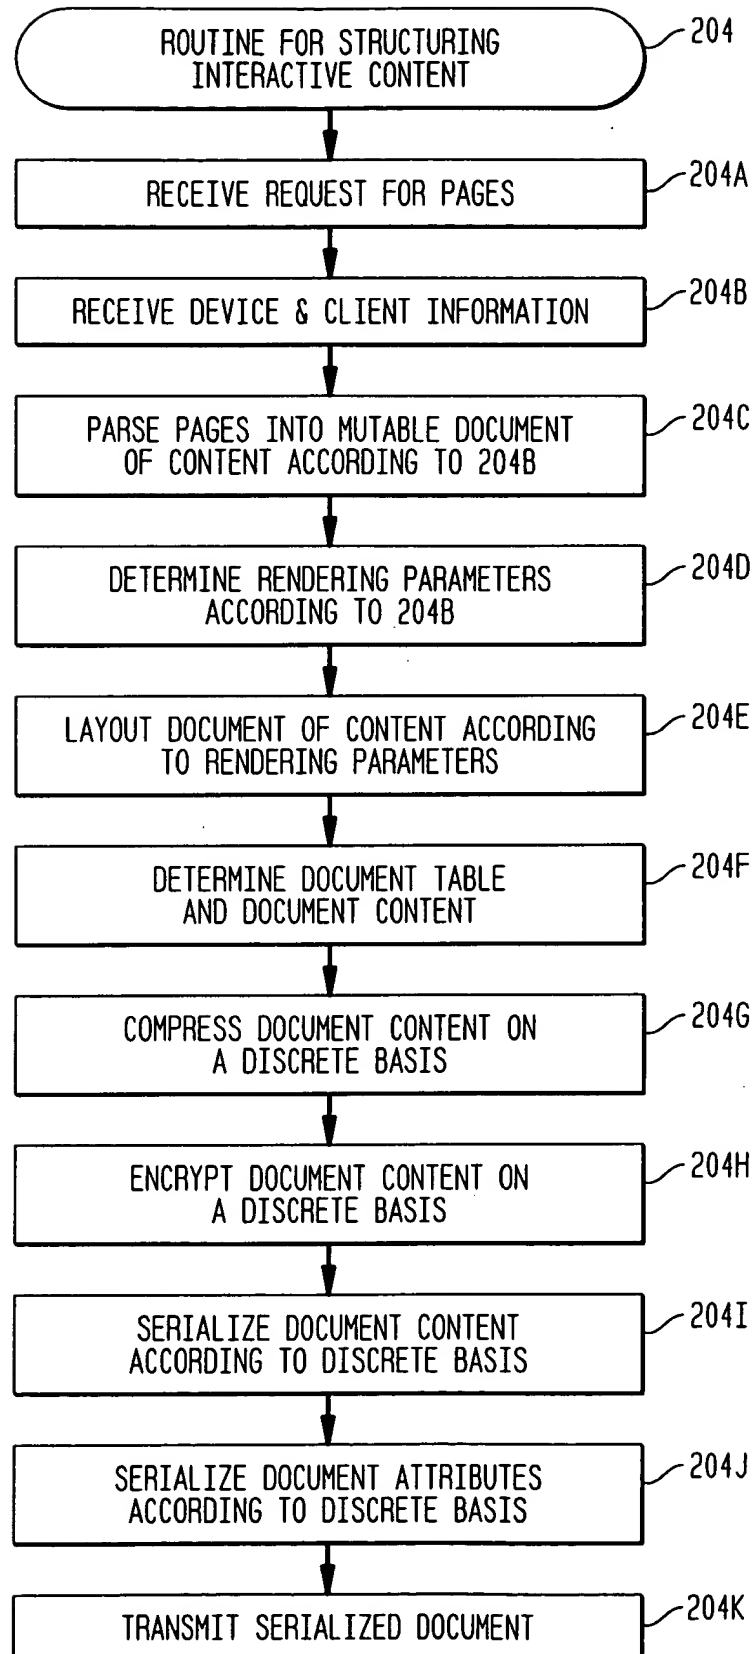 ROUTINE FOR STRUCTURING
INTERACTIVE CONTENT
204
RECEIVE REQUEST FOR PAGES
204A
RECEIVE DEVICE & CLIENT INFORMATION
204B
PARSE PAGES INTO MUTABLE DOCUMENT
OF CONTENT ACCORDING TO 204B
204C
DETERMINE RENDERING PARAMETERS
ACCORDING TO 204B
204D
LAYOUT DOCUMENT OF CONTENT ACCORDING
TO RENDERING PARAMETERS
204E
DETERMINE DOCUMENT TABLE
AND DOCUMENT CONTENT
204F
COMPRESS DOCUMENT CONTENT ON
A DISCRETE BASIS
204G
ENCRYPT DOCUMENT CONTENT ON
A DISCRETE BASIS
204H
SERIALIZE DOCUMENT CONTENT
ACCORDING TO DISCRETE BASIS
204I
SERIALIZE DOCUMENT ATTRIBUTES
ACCORDING TO DISCRETE BASIS
204J
TRANSMIT SERIALIZED DOCUMENT
204K